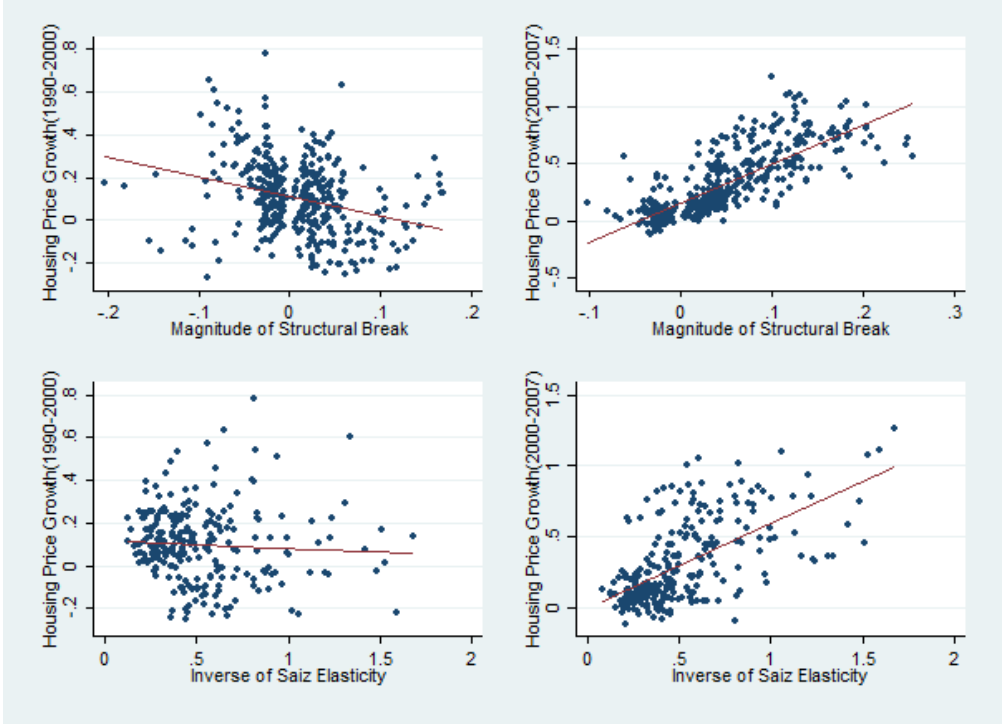 Housing Price Growth(1990-2000)
.8
.6
.4
.2
0
-.2
-.2 -.1 0 .1 .2
Magnitude of Structural Break
Housing Price Growth(2000-2007)
1.5
1
.5
0
-.5
-.1 0 .1 .2 .3
Magnitude of Structural Break
Housing Price Growth(1990-2000)
.8
.6
.4
.2
0
-.2
0 .5 1 1.5 2
Inverse of Saiz Elasticity
Housing Price Growth(2000-2007)
1.5
1
.5
0
0 .5 1 1.5 2
Inverse of Saiz Elasticity